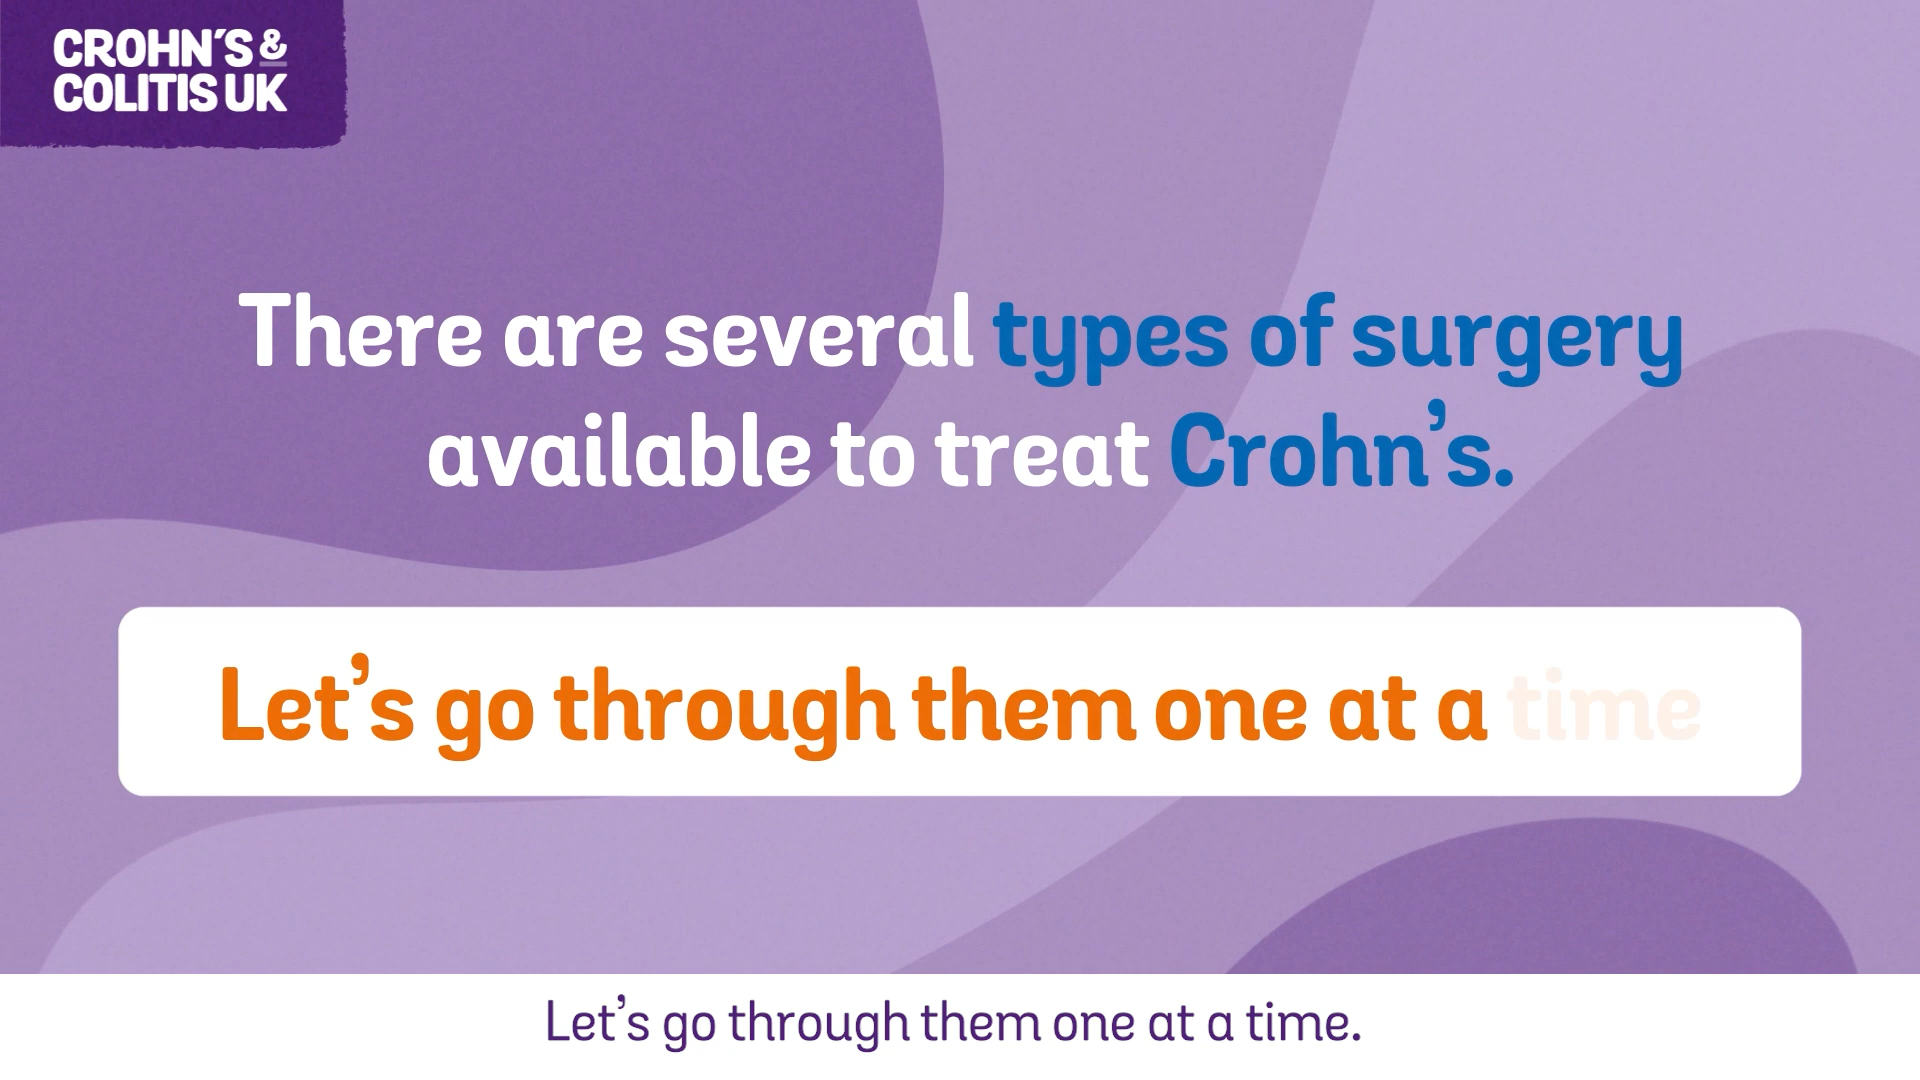 CROHN'S &
COLITIS UK
There are several types of surgery
available to treat Crohn's.
Let's go through them one at a time
Let's go through them one at a time.